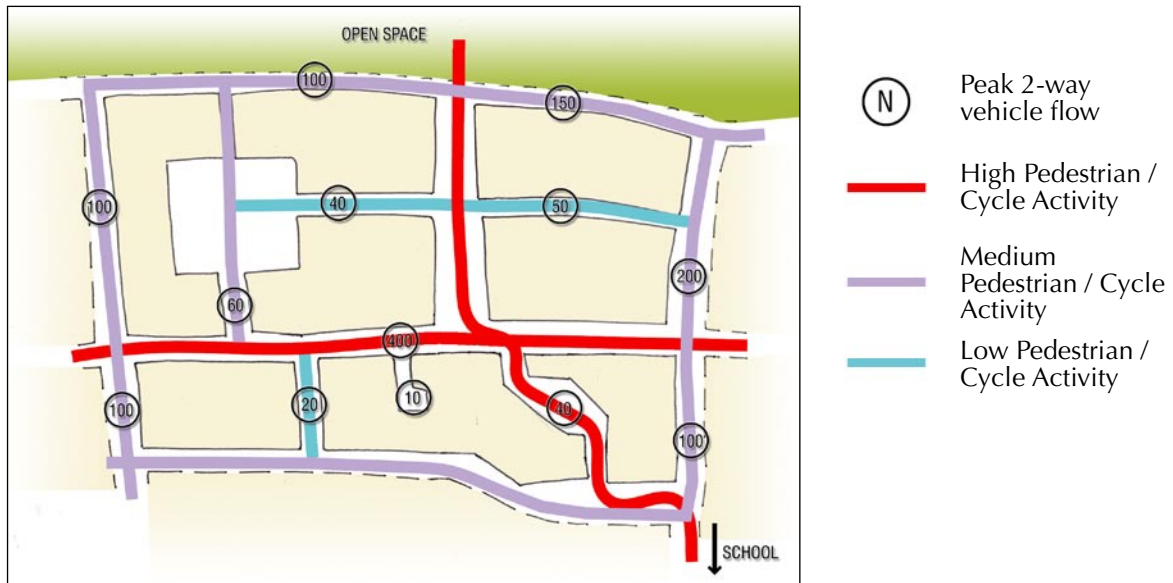 OPEN SPACE
100
150
100
40
50
200
60
400
100
20
10
40
100
SCHOOL
N
Peak 2-way
vehicle flow
High Pedestrian /
Cycle Activity
Medium
Pedestrian / Cycle
Activity
Low Pedestrian /
Cycle Activity